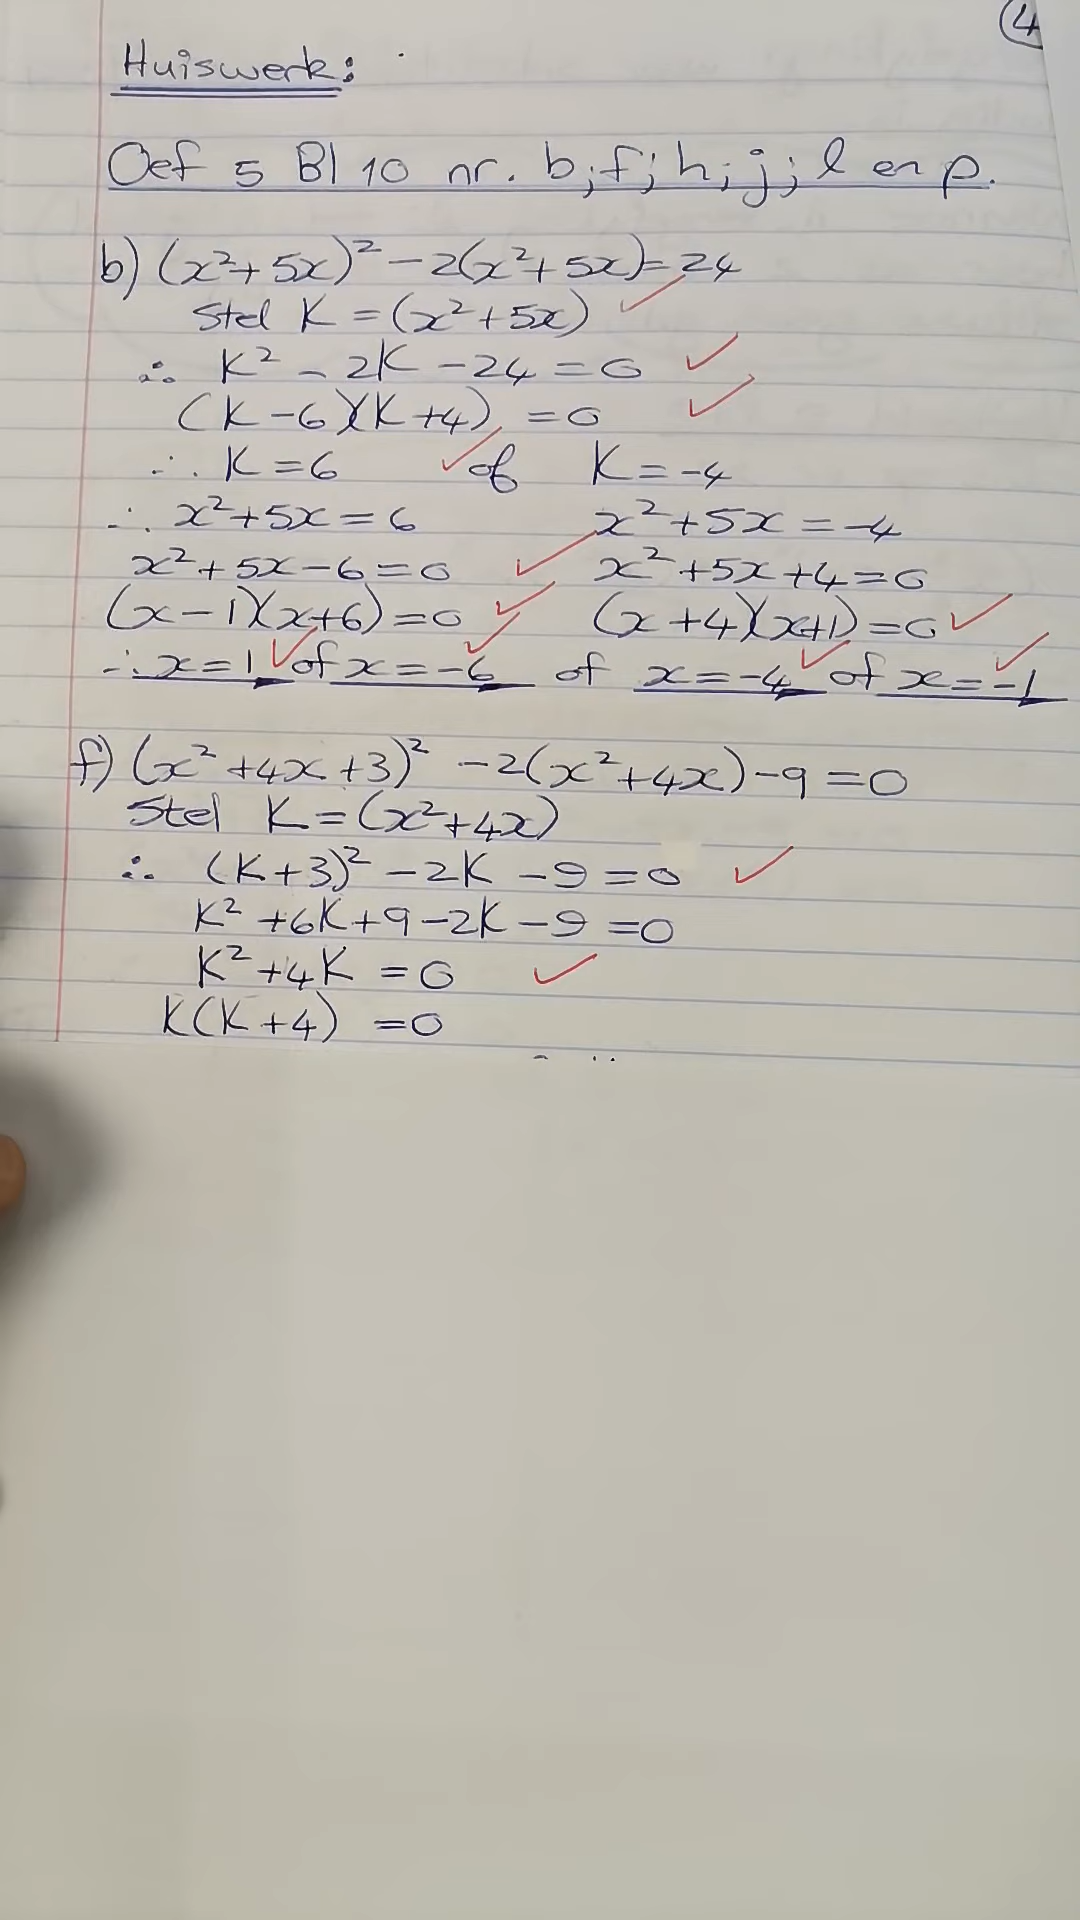 4
Huiswerk:
Oef 5 Bl 10 nr. b; f; h; j; l en p.
b) (x²+5x)² - 2(x²+5x) = 24
Stel K = (x²+5x)
∴ K² - 2K - 24 = 0
(K-6)(K+4) = 0
∴ K = 6 of K = -4
∴ x²+5x = 6 x²+5x = -4
x²+5x-6 = 0 x²+5x+4 = 0
(x-1)(x+6) = 0 (x+4)(x+1) = 0
∴ x = 1 of x = -6 of x = -4 of x = -1
f) (x²+4x+3)² - 2(x²+4x) - 9 = 0
Stel K = (x²+4x)
∴ (K+3)² - 2K - 9 = 0
K² + 6K + 9 - 2K - 9 = 0
K² + 4K = 0
K(K+4) = 0